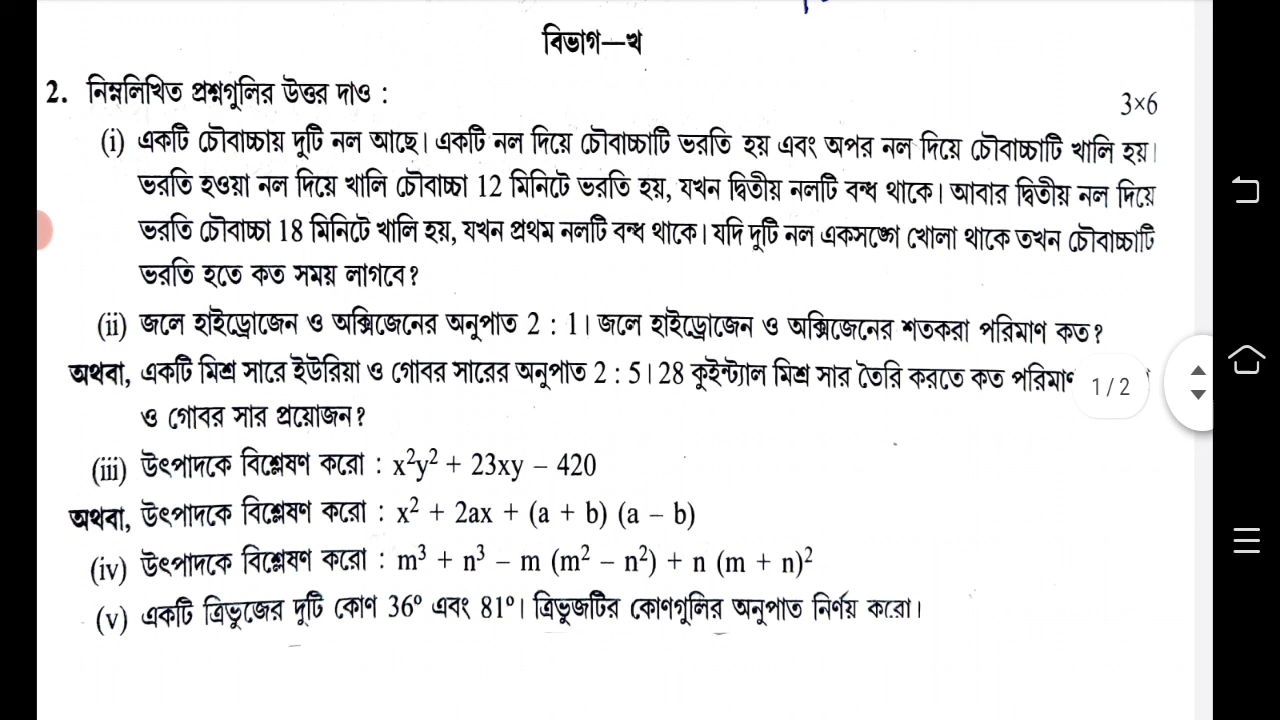 বিভাগ—খ
2. নিম্নলিখিত প্রশ্নগুলির উত্তর দাও :
3×6
(i) একটি চৌবাচ্চায় দুটি নল আছে। একটি নল দিয়ে চৌবাচ্চাটি ভরতি হয় এবং অপর নল দিয়ে চৌবাচ্চাটি খালি হয়।
ভরতি হওয়া নল দিয়ে খালি চৌবাচ্চা 12 মিনিটে ভরতি হয়, যখন দ্বিতীয় নলটি বন্ধ থাকে। আবার দ্বিতীয় নল দিয়ে
ভরতি চৌবাচ্চা 18 মিনিটে খালি হয়, যখন প্রথম নলটি বন্ধ থাকে। যদি দুটি নল একসঙ্গে খোলা থাকে তখন চৌবাচ্চাটি
ভরতি হতে কত সময় লাগবে?
(ii) জলে হাইড্রোজেন ও অক্সিজেনের অনুপাত 2 : 1। জলে হাইড্রোজেন ও অক্সিজেনের শতকরা পরিমাণ কত?
অথবা, একটি মিশ্র সারে ইউরিয়া ও গোবর সারের অনুপাত 2 : 5। 28 কুইন্ট্যাল মিশ্র সার তৈরি করতে কত
1 / 2
ও গোবর সার প্রয়োজন?
(iii) উৎপাদকে বিশ্লেষণ করো : x²y² + 23xy – 420
অথবা, উৎপাদকে বিশ্লেষণ করো : x² + 2ax + (a + b) (a – b)
(iv) উৎপাদকে বিশ্লেষণ করো : m³ + n³ – m (m² – n²) + n (m + n)²
(v) একটি ত্রিভুজের দুটি কোণ 36° এবং 81°। ত্রিভুজটির কোণগুলির অনুপাত নির্ণয় করো।